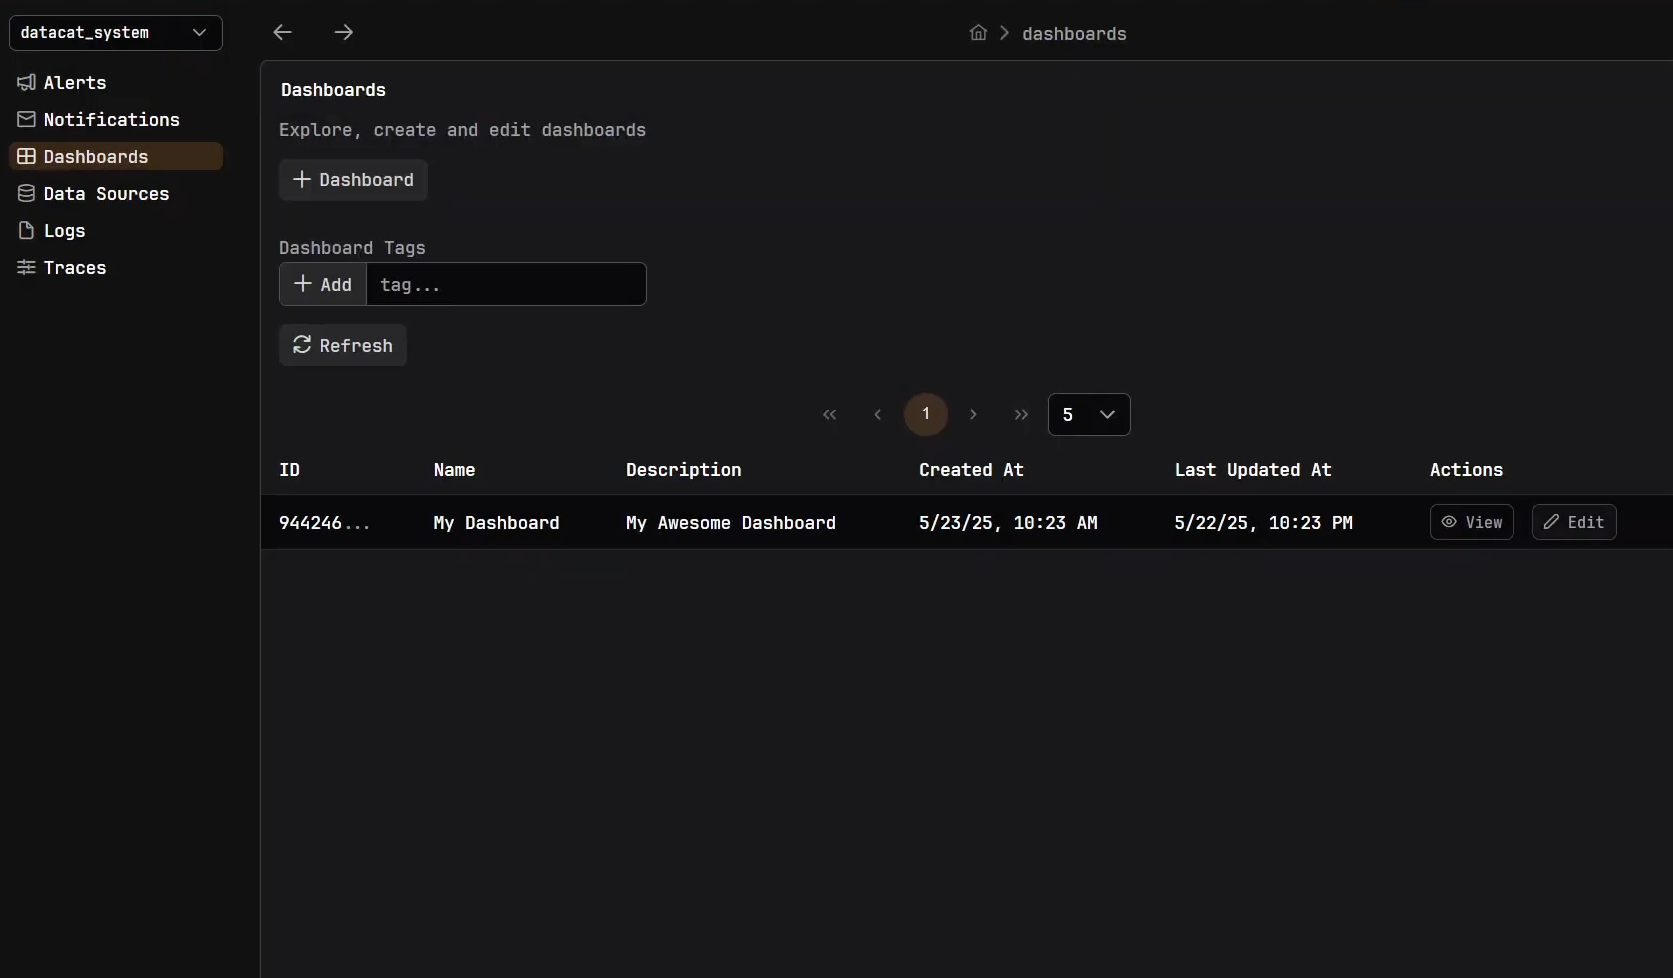 datacat_system
Alerts
Notifications
Dashboards
Data Sources
Logs
Traces
dashboards
Dashboards
Explore, create and edit dashboards
Dashboard
Dashboard Tags
Add tag...
Refresh
1 5
ID Name Description Created At Last Updated At Actions
944246... My Dashboard My Awesome Dashboard 5/23/25, 10:23 AM 5/22/25, 10:23 PM View Edit